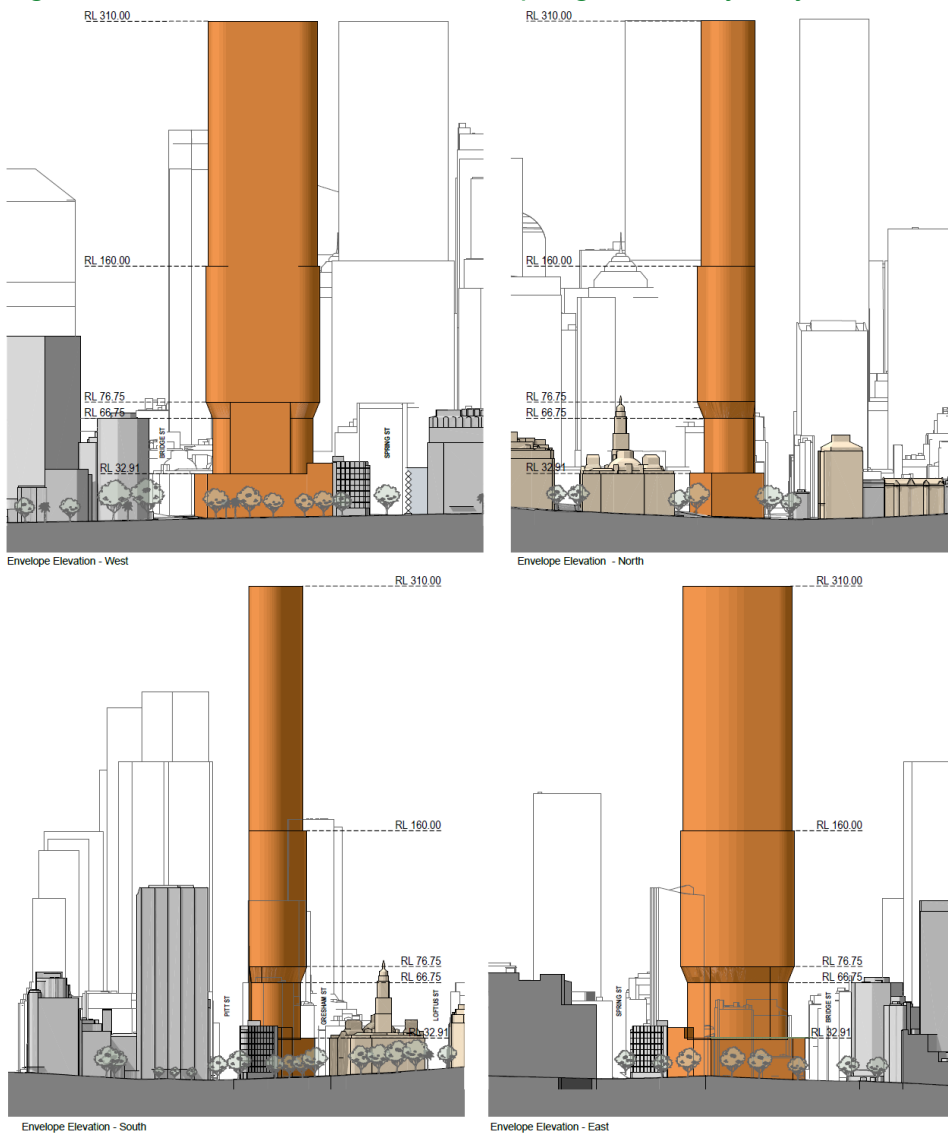 RL 310.00
RL 160.00
RL 76.75
RL 66.75
BRIDGE ST
SPRING ST
RL 32.91
Envelope Elevation - West
RL 310.00
RL 160.00
RL 76.75
RL 66.75
RL 32.91
Envelope Elevation - North
RL 310.00
RL 160.00
RL 76.75
RL 66.75
PITT ST
GRESHAM ST
LOFTUS ST
RL 32.91
Envelope Elevation - South
RL 310.00
RL 160.00
RL 76.75
RL 66.75
SPRING ST
BRIDGE ST
RL 32.91
Envelope Elevation - East